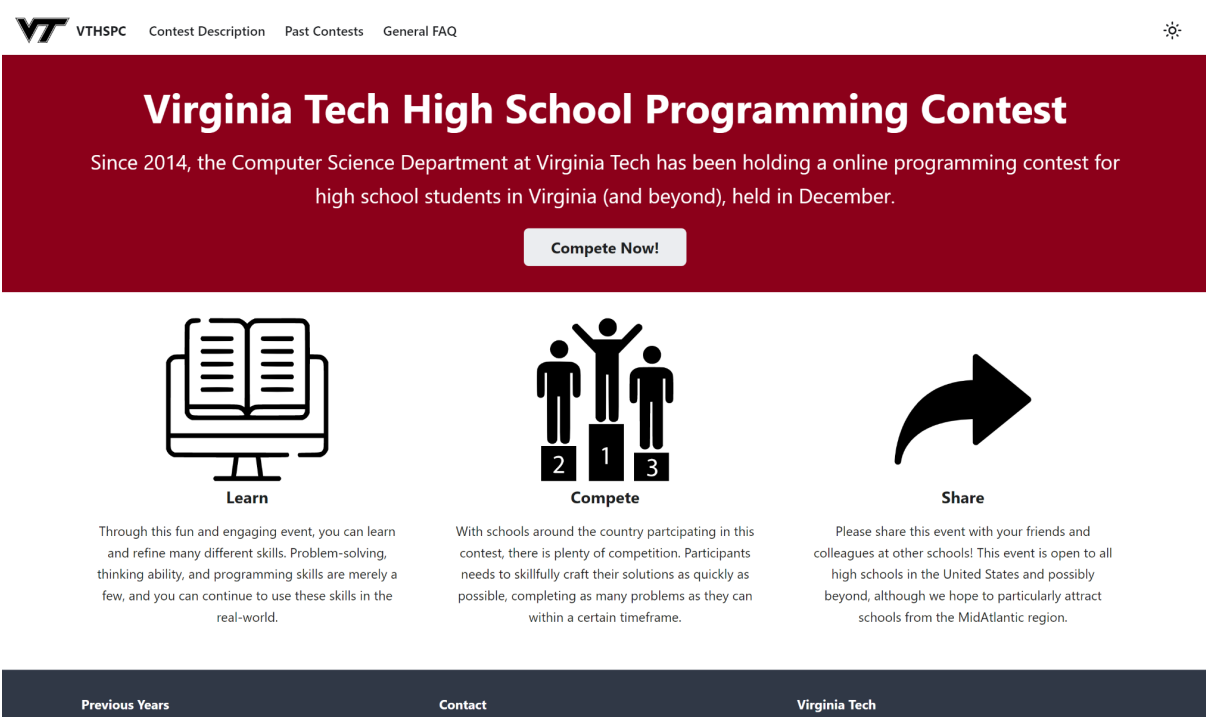 VT VTHSPC Contest Description Past Contests General FAQ
Virginia Tech High School Programming Contest
Since 2014, the Computer Science Department at Virginia Tech has been holding a online programming contest for
high school students in Virginia (and beyond), held in December.
Compete Now!
2 1 3
Learn
Through this fun and engaging event, you can learn
and refine many different skills. Problem-solving,
thinking ability, and programming skills are merely a
few, and you can continue to use these skills in the
real-world.
Compete
With schools around the country partcipating in this
contest, there is plenty of competition. Participants
needs to skillfully craft their solutions as quickly as
possible, completing as many problems as they can
within a certain timeframe.
Share
Please share this event with your friends and
colleagues at other schools! This event is open to all
high schools in the United States and possibly
beyond, although we hope to particularly attract
schools from the MidAtlantic region.
Previous Years
Contact
Virginia Tech